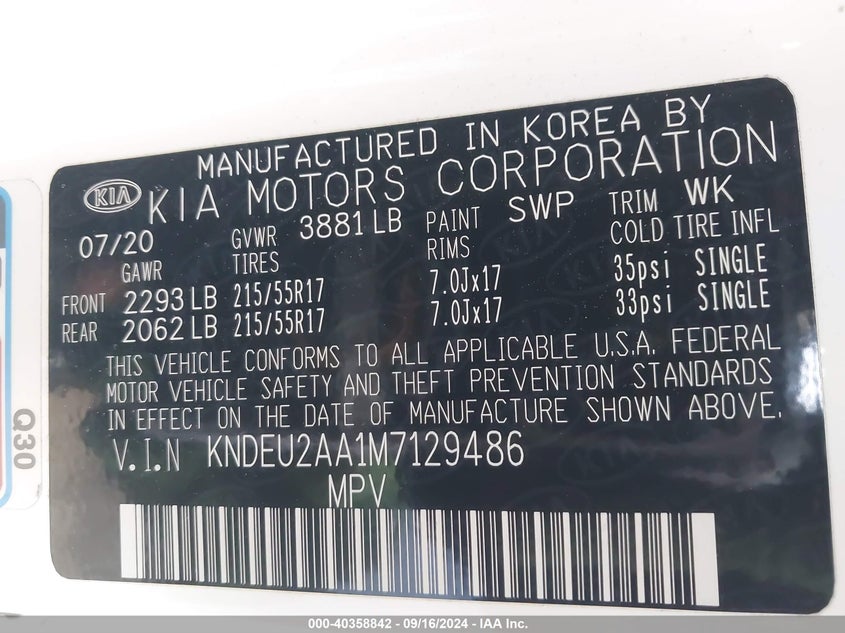 MANUFACTURED IN KOREA BY
KIA KIA MOTORS CORPORATION
07/20 GVWR 3881 LB PAINT SWP TRIM WK
GAWR TIRES RIMS COLD TIRE INFL
FRONT 2293 LB 215/55R17 7.0Jx17 35psi SINGLE
REAR 2062 LB 215/55R17 7.0Jx17 33psi SINGLE
THIS VEHICLE CONFORMS TO ALL APPLICABLE U.S.A. FEDERAL
MOTOR VEHICLE SAFETY AND THEFT PREVENTION STANDARDS
IN EFFECT ON THE DATE OF MANUFACTURE SHOWN ABOVE.
V.I.N KNDEU2AA1M7129486
MPV
Q30
000-40358842 - 09/16/2024 - IAA Inc.